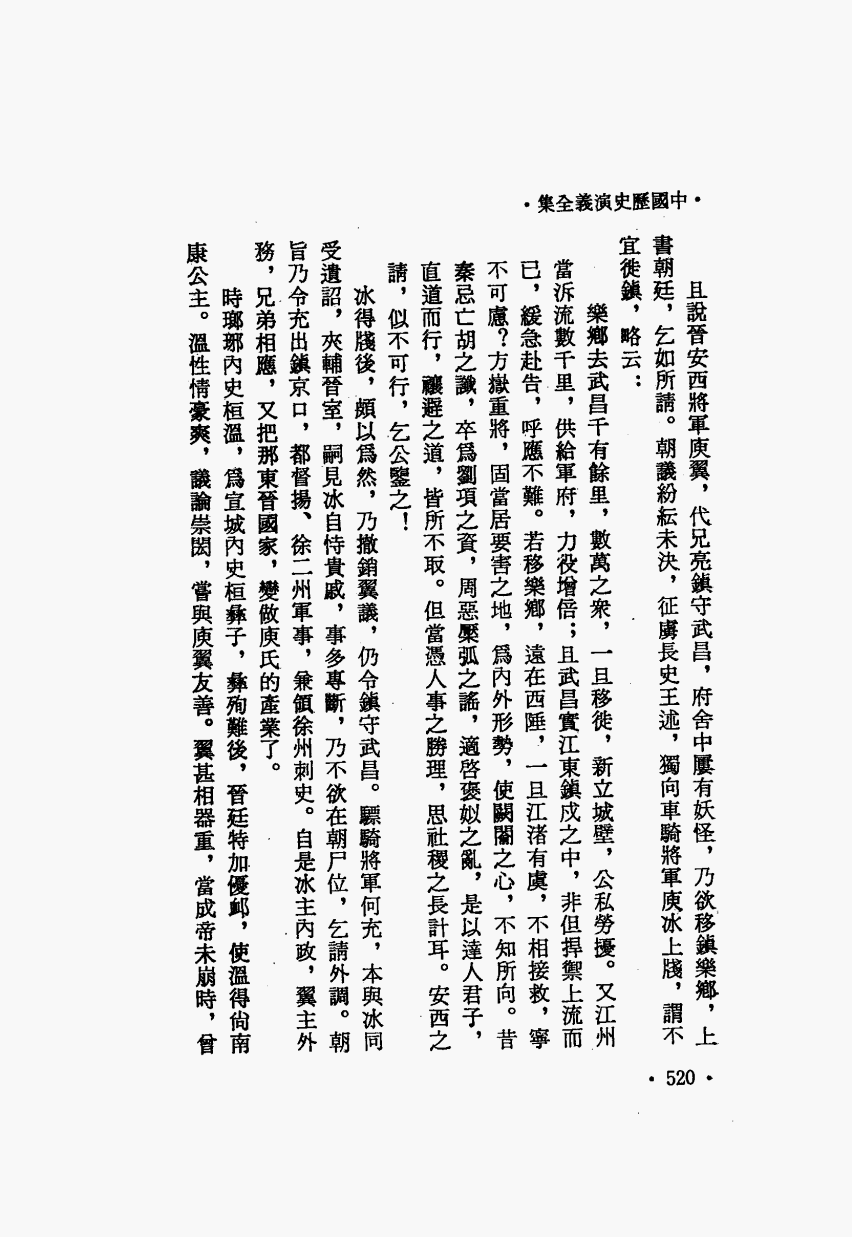 ·中國歷史演義全集·
且說晉安西將軍庾翼，代兄亮鎮守武昌，府舍中屢有妖怪，乃欲移鎮樂鄉，上
書朝廷，乞如所請。朝議紛紜未決，征虜長史王述，獨向車騎將軍庾冰上牋，謂不
宜徙鎮，略云：
樂鄉去武昌千有餘里，數萬之衆，一旦移徙，新立城壁，公私勞擾。又江州
當泝流數千里，供給軍府，力役增倍；且武昌實江東鎮戍之中，非但捍禦上流而
已，緩急赴告，呼應不難。若移樂鄉，遠在西陲，一旦江渚有虞，不相接救，寧
不可慮？方嶽重將，固當居要害之地，爲內外形勢，使闞閽之心，不知所向。昔
秦忌亡胡之讖，卒爲劉項之資，周惡檿弧之謠，適啓褒姒之亂，是以達人君子，
直道而行，禳避之道，皆所不取。但當憑人事之勝理，思社稷之長計耳。安西之
請，似不可行，乞公鑒之！
冰得牋後，頗以爲然，乃撤銷翼議，仍令鎮守武昌。驃騎將軍何充，本與冰同
受遺詔，夾輔晉室，嗣見冰自恃貴戚，事多專斷，乃不欲在朝尸位，乞請外調。朝
旨乃令充出鎮京口，都督揚、徐二州軍事，兼領徐州刺史。自是冰主內政，翼主外
務，兄弟相應，又把那東晉國家，變做庾氏的產業了。
時瑯琊內史桓溫，爲宣城內史桓彝子，彝殉難後，晉廷特加優卹，使溫得尙南
康公主。溫性情豪爽，議論崇閎，嘗與庾翼友善。翼甚相器重，當成帝未崩時，曾
·520·